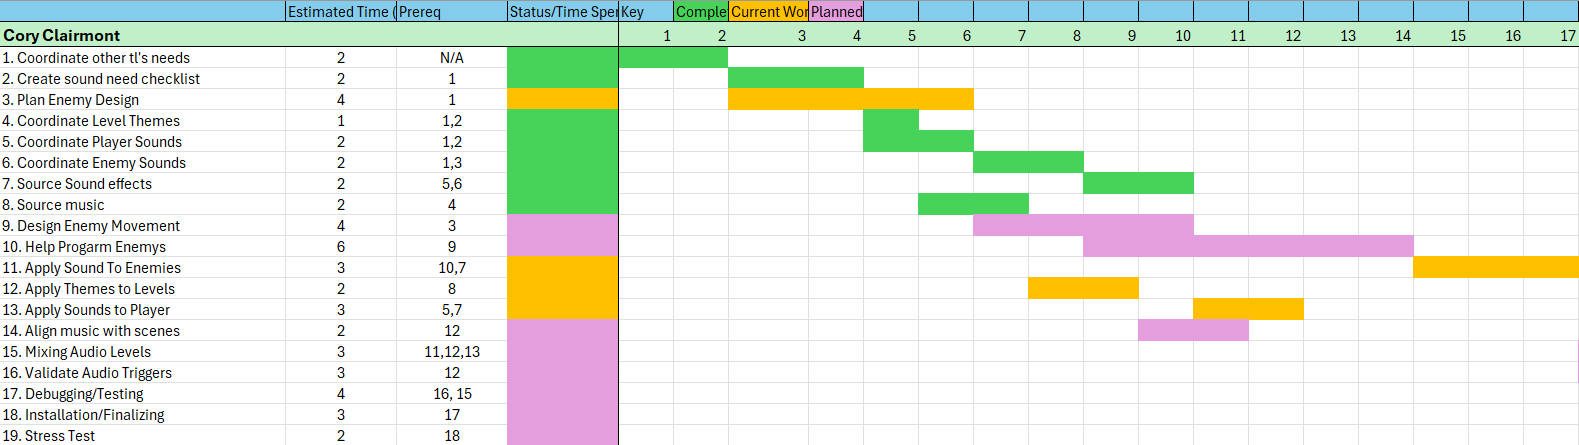 Estimated Time ( Prereq Status/Time Sper Key Comple Current Wor Planned
Cory Clairmont 1 2 3 4 5 6 7 8 9 10 11 12 13 14 15 16 17
1. Coordinate other tl's needs 2 N/A
2. Create sound need checklist 2 1
3. Plan Enemy Design 4 1
4. Coordinate Level Themes 1 1,2
5. Coordinate Player Sounds 2 1,2
6. Coordinate Enemy Sounds 2 1,3
7. Source Sound effects 2 5,6
8. Source music 2 4
9. Design Enemy Movement 4 3
10. Help Progarm Enemys 6 9
11. Apply Sound To Enemies 3 10,7
12. Apply Themes to Levels 2 8
13. Apply Sounds to Player 3 5,7
14. Align music with scenes 2 12
15. Mixing Audio Levels 3 11,12,13
16. Validate Audio Triggers 3 12
17. Debugging/Testing 4 16, 15
18. Installation/Finalizing 3 17
19. Stress Test 2 18